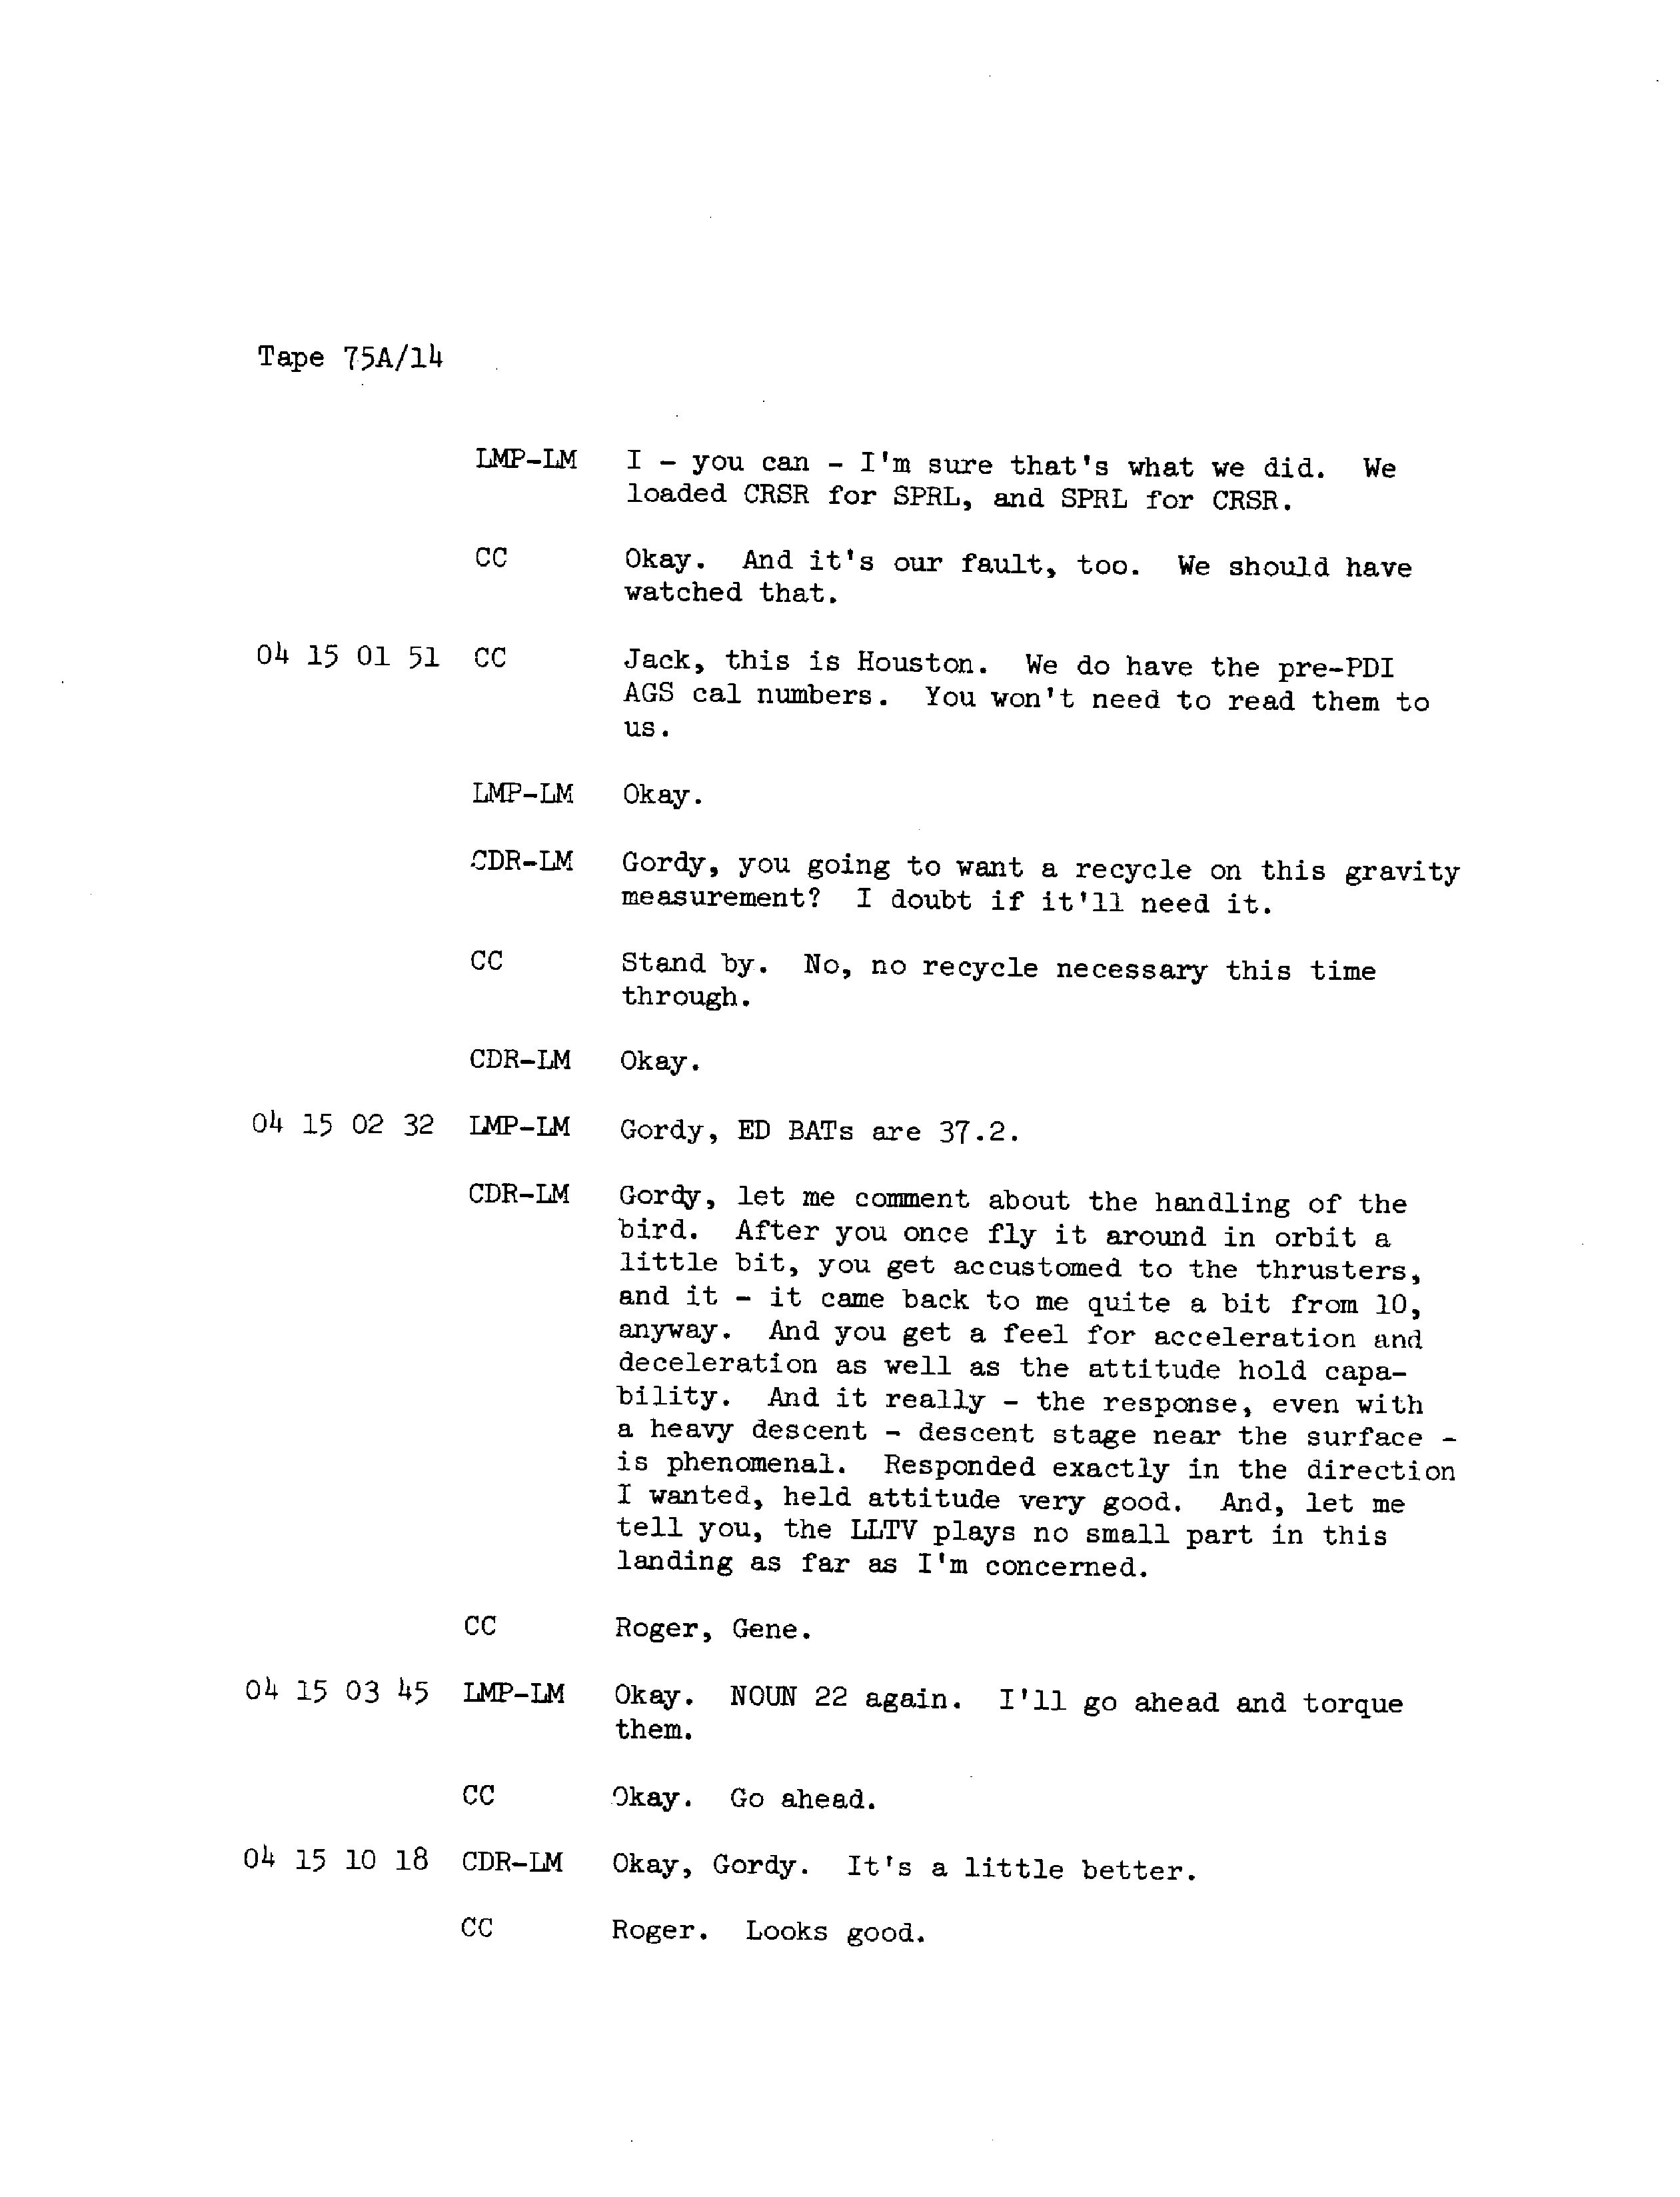 Tape 75A/14
LMP-LM I - you can - I'm sure that's what we did. We
loaded CRSR for SPRL, and SPRL for CRSR.
CC Okay. And it's our fault, too. We should have
watched that.
04 15 01 51 CC Jack, this is Houston. We do have the pre-PDI
AGS cal numbers. You won't need to read them to
us.
LMP-LM Okay.
CDR-LM Gordy, you going to want a recycle on this gravity
measurement? I doubt if it'll need it.
CC Stand by. No, no recycle necessary this time
through.
CDR-LM Okay.
04 15 02 32 LMP-LM Gordy, ED BATs are 37.2.
CDR-LM Gordy, let me comment about the handling of the
bird. After you once fly it around in orbit a
little bit, you get accustomed to the thrusters,
and it - it came back to me quite a bit from 10,
anyway. And you get a feel for acceleration and
deceleration as well as the attitude hold capa-
bility. And it really - the response, even with
a heavy descent - descent stage near the surface -
is phenomenal. Responded exactly in the direction
I wanted, held attitude very good. And, let me
tell you, the LLTV plays no small part in this
landing as far as I'm concerned.
CC Roger, Gene.
04 15 03 45 LMP-LM Okay. NOUN 22 again. I'll go ahead and torque
them.
CC Okay. Go ahead.
04 15 10 18 CDR-LM Okay, Gordy. It's a little better.
CC Roger. Looks good.